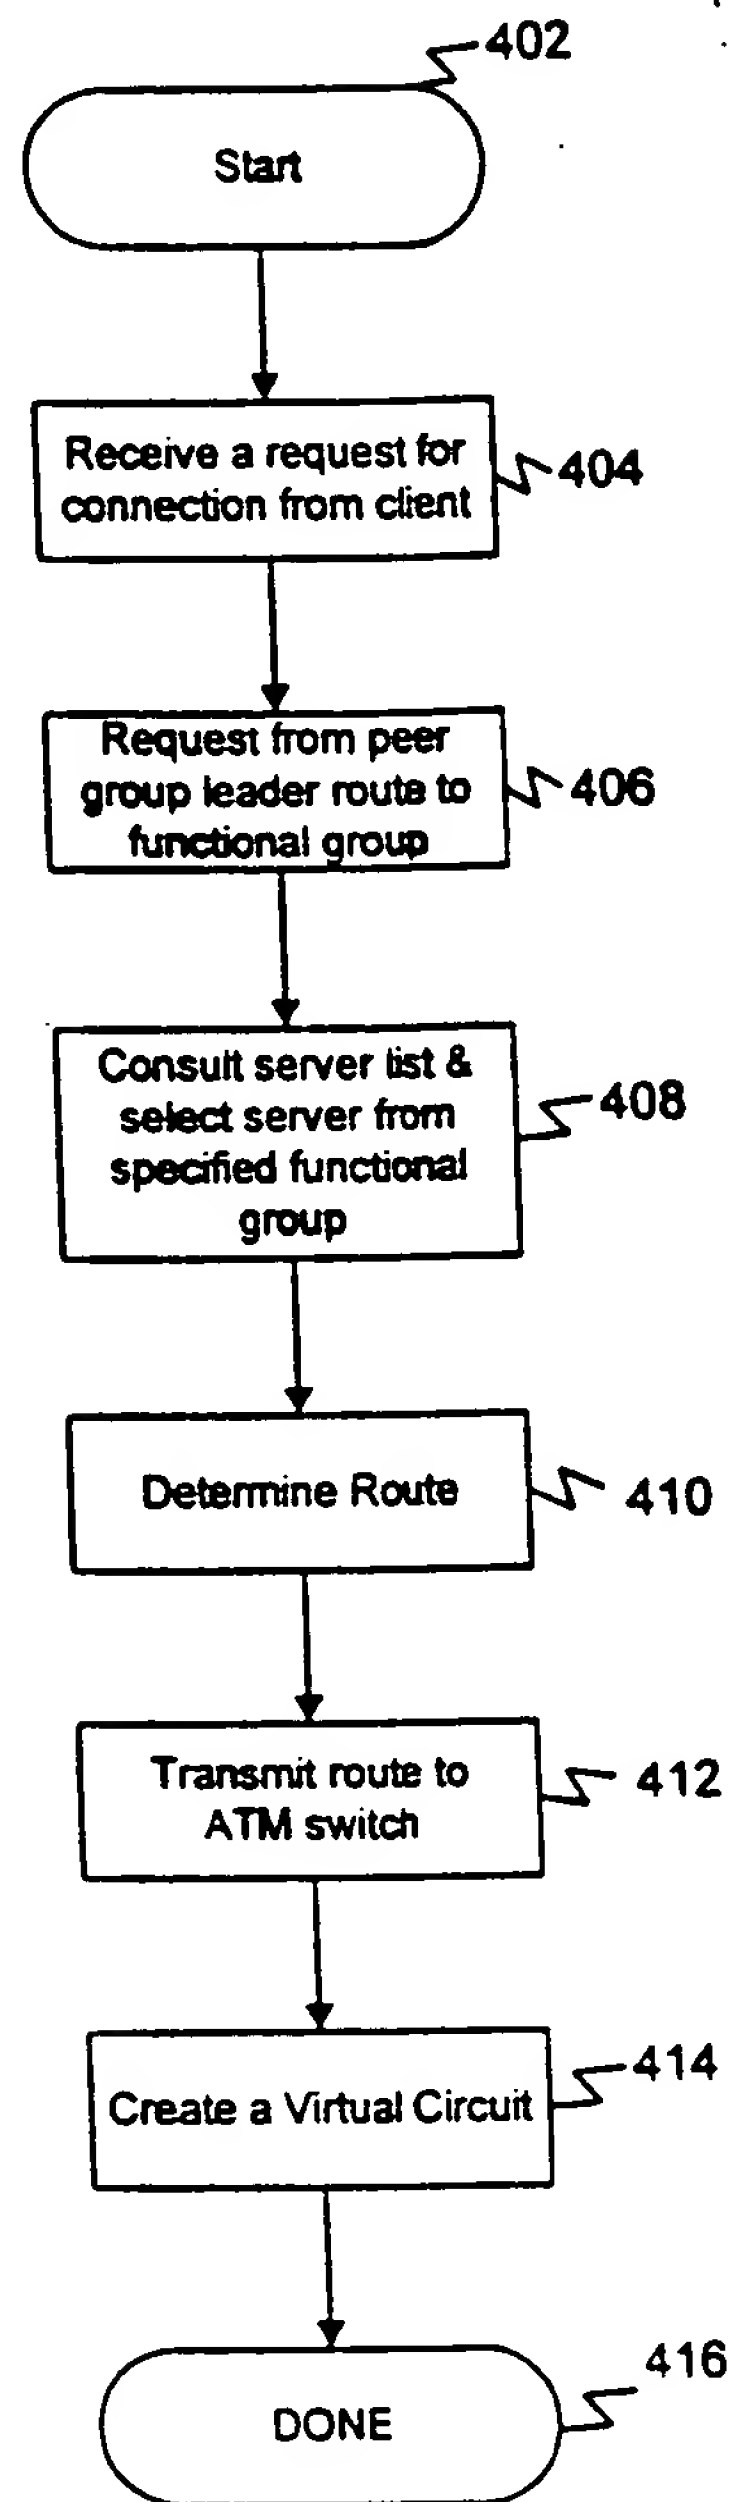 402
Start
Receive a request for
connection from client
404
Request from peer
group leader route to
functional group
406
Consult server list &
select server from
specified functional
group
408
Determine Route
410
Transmit route to
ATM switch
412
Create a Virtual Circuit
414
DONE
416